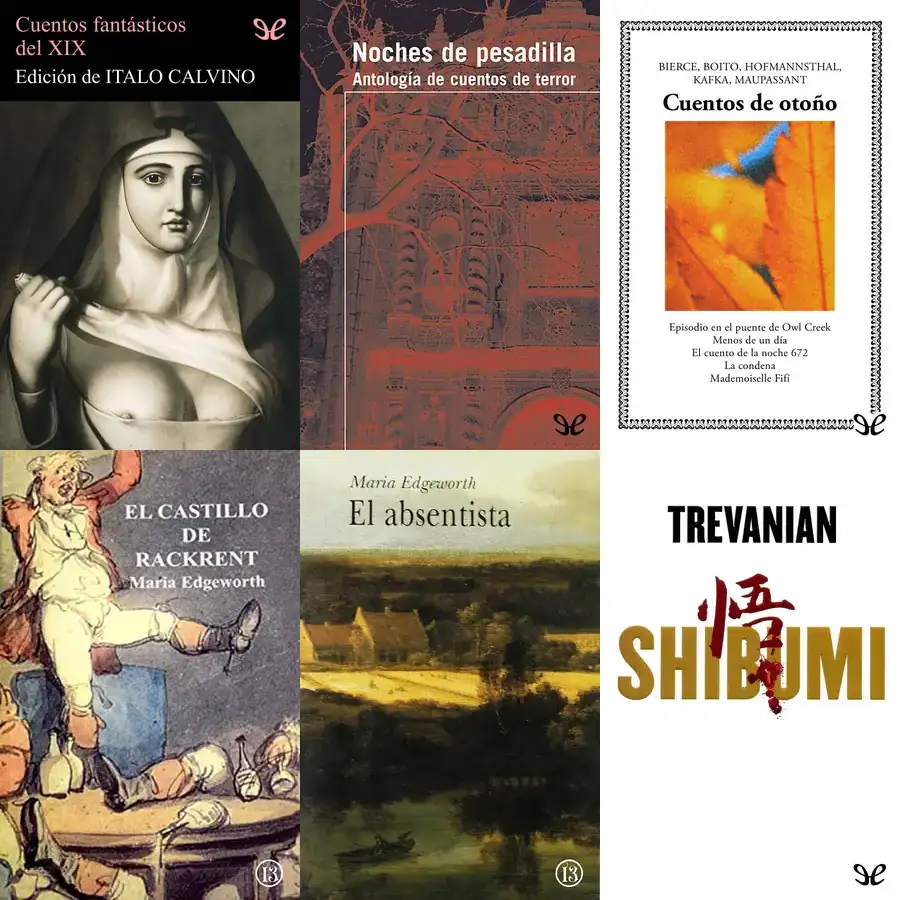 Cuentos fantásticos
del XIX
Edición de ITALO CALVINO
Noches de pesadilla
Antología de cuentos de terror
BIERCE, BOITO, HOFMANNSTHAL,
KAFKA, MAUPASSANT
Cuentos de otoño
Episodio en el puente de Owl Creek
Menos de un día
El cuento de la noche 672
La condena
Mademoiselle Fifí
EL CASTILLO
DE
RACKRENT
Maria Edgeworth
13
Maria Edgeworth
El absentista
13
TREVANIAN
悟
SHIBUMI